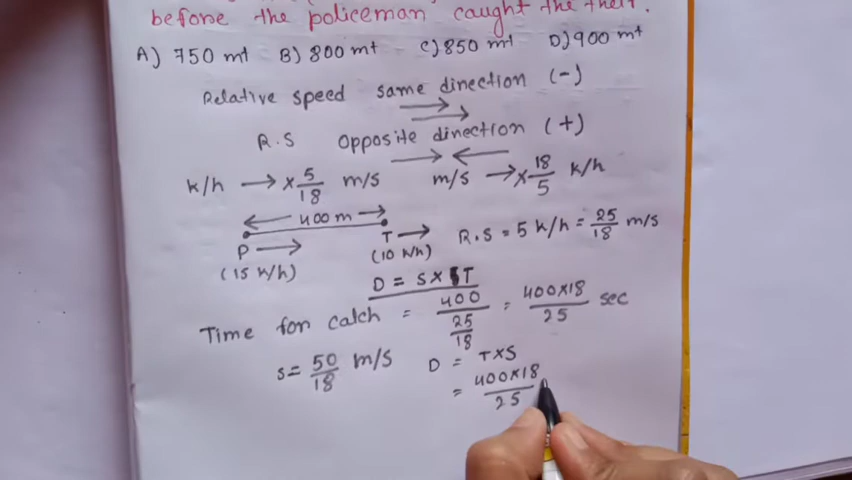 before the policeman caught the theif.
A) 750 mt B) 800 mt C) 850 mt D) 900 mt
Relative speed same direction (-)
R.S opposite direction (+)
k/h → × 5/18 m/s m/s → × 18/5 k/h
400 m
P T R.S = 5 k/h = 25/18 m/s
(15 k/h) (10 k/h)
D = S × T
Time for catch = 400 / (25/18) = 400×18/25 sec
s = 50/18 m/s D = T×S
= 400×18/25